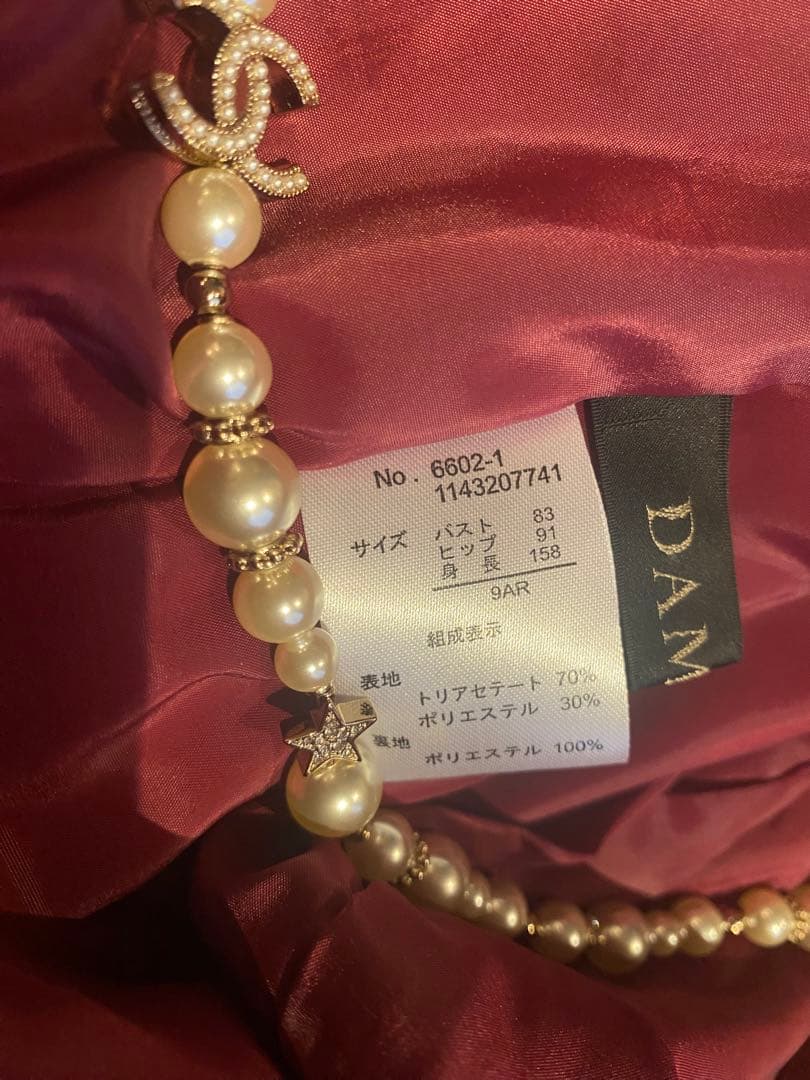 No. 6602-1
1143207741
サイズ バスト 83
ヒップ 91
身長 158
9AR
組成表示
表地
トリアセテート 70%
ポリエステル 30%
裏地
ポリエステル 100%
DAM